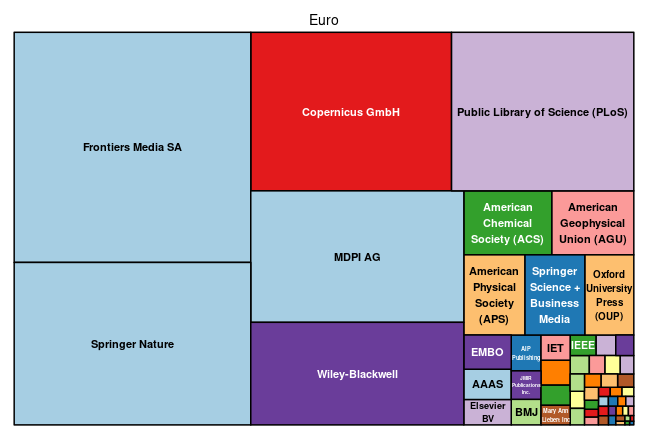 Euro
Frontiers Media SA
Copernicus GmbH
Public Library of Science (PLoS)
Springer Nature
MDPI AG
Wiley-Blackwell
American
Chemical
Society (ACS)
American
Geophysical
Union (AGU)
American
Physical
Society
(APS)
Springer
Science +
Business
Media
Oxford
University
Press
(OUP)
EMBO
AIP
Publishing
IET
IEEE
AAAS
JMIR
Publications
Inc.
Elsevier
BV
BMJ
Mary Ann
Liebert Inc